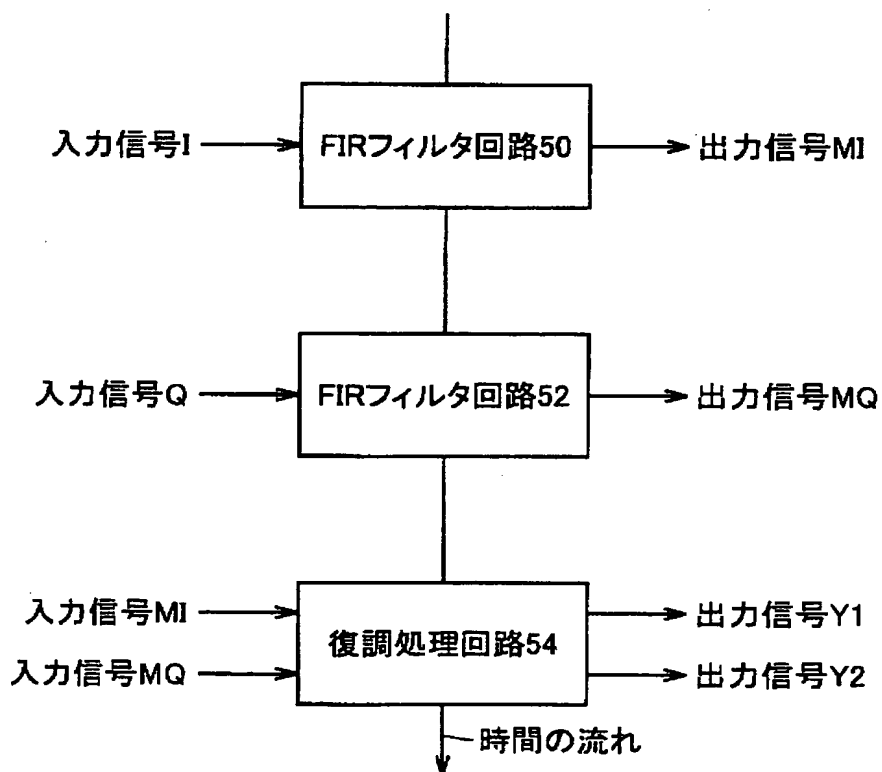 入力信号I
FIRフィルタ回路50
出力信号MI
入力信号Q
FIRフィルタ回路52
出力信号MQ
入力信号MI
入力信号MQ
復調処理回路54
出力信号Y1
出力信号Y2
時間の流れ